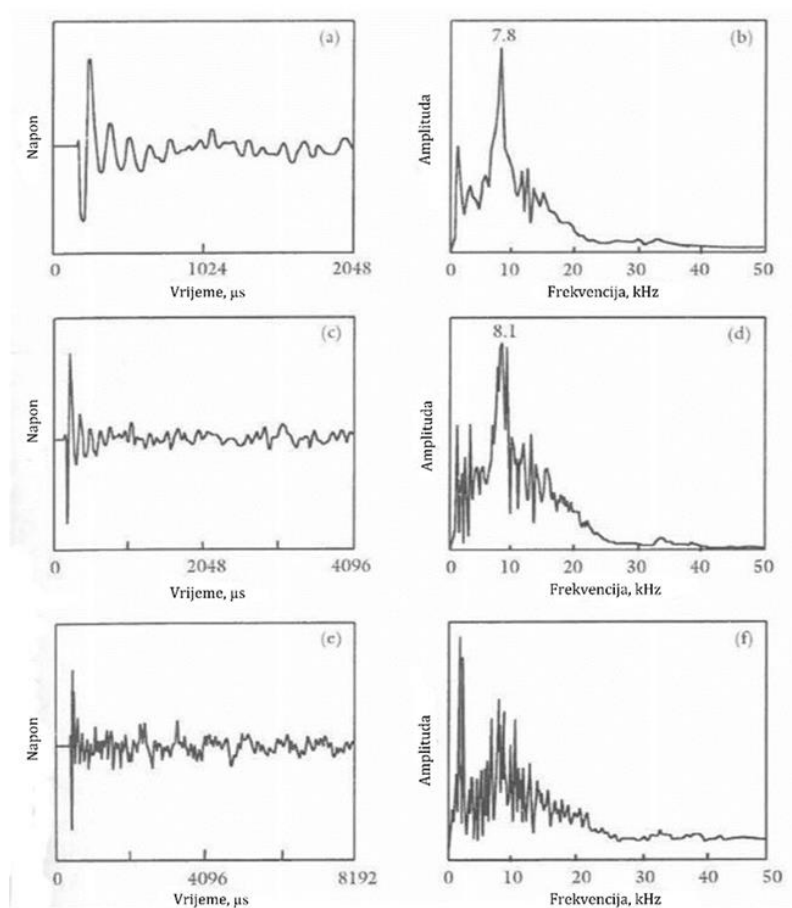 (a)
Napon
0 1024 2048
Vrijeme, μs
(b)
7.8
Amplituda
0 10 20 30 40 50
Frekvencija, kHz
(c)
Napon
0 2048 4096
Vrijeme, μs
(d)
8.1
Amplituda
0 10 20 30 40 50
Frekvencija, kHz
(e)
Napon
0 4096 8192
Vrijeme, μs
(f)
Amplituda
0 10 20 30 40 50
Frekvencija, kHz